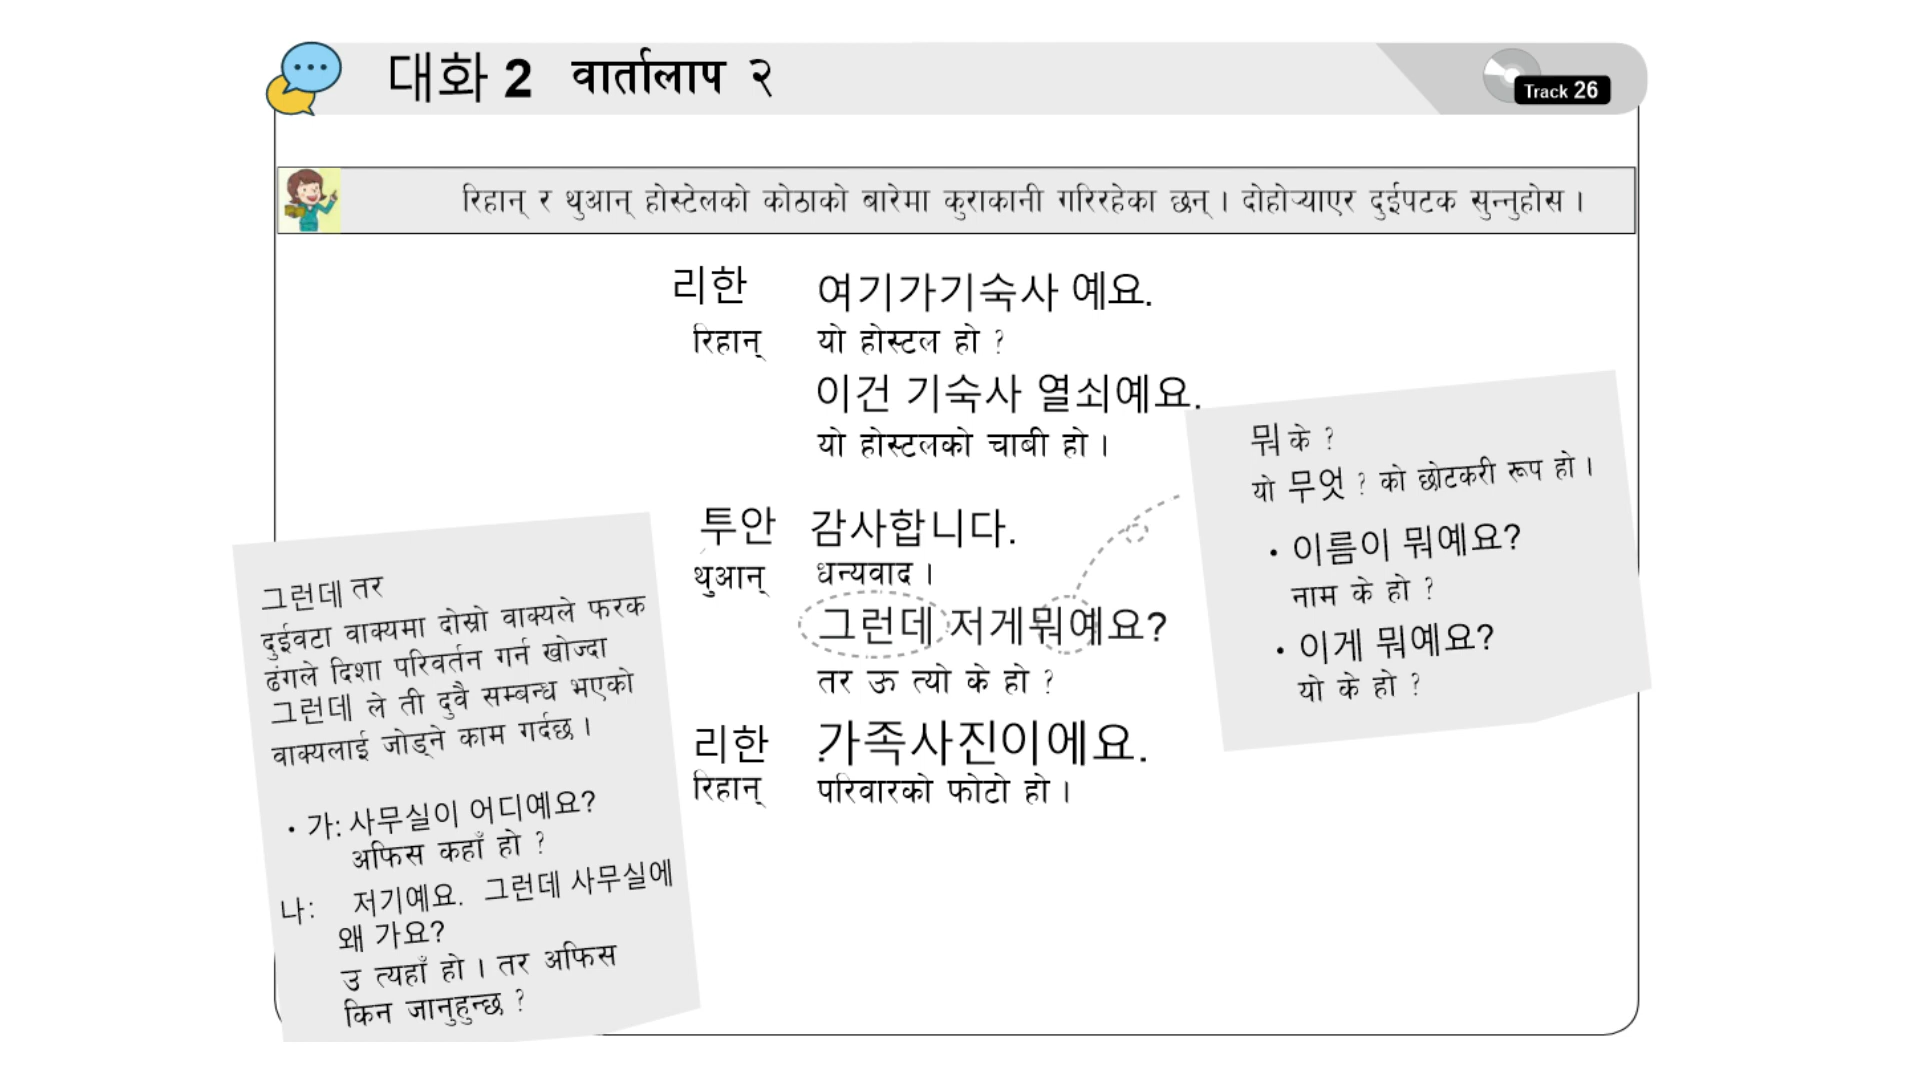 대화 2 वार्तालाप २
Track 26
रिहान् र थुआन् होस्टेलको कोठाको बारेमा कुराकानी गरिरहेका छन् । दोहोऱ्याएर दुईपटक सुन्नुहोस ।
리한 여기가기숙사 예요.
रिहान् यो होस्टल हो ?
이건 기숙사 열쇠예요.
यो होस्टलको चाबी हो ।
투안 감사합니다.
थुआन् धन्यवाद ।
그런데 저게뭐예요?
तर ऊ त्यो के हो ?
리한 가족사진이에요.
रिहान् परिवारको फोटो हो ।
뭐 के ?
यो 무엇 ? को छोटकरी रूप हो ।
• 이름이 뭐예요?
नाम के हो ?
• 이게 뭐예요?
यो के हो ?
그런데 तर
दुईवटा वाक्यमा दोस्रो वाक्यले फरक
ढंगले दिशा परिवर्तन गर्न खोज्दा
그런데 ले ती दुवै सम्बन्ध भएको
वाक्यलाई जोड्ने काम गर्दछ ।
• 가: 사무실이 어디예요?
अफिस कहाँ हो ?
나: 저기예요. 그런데 사무실에
왜 가요?
उ त्यहाँ हो । तर अफिस
किन जानुहुन्छ ?